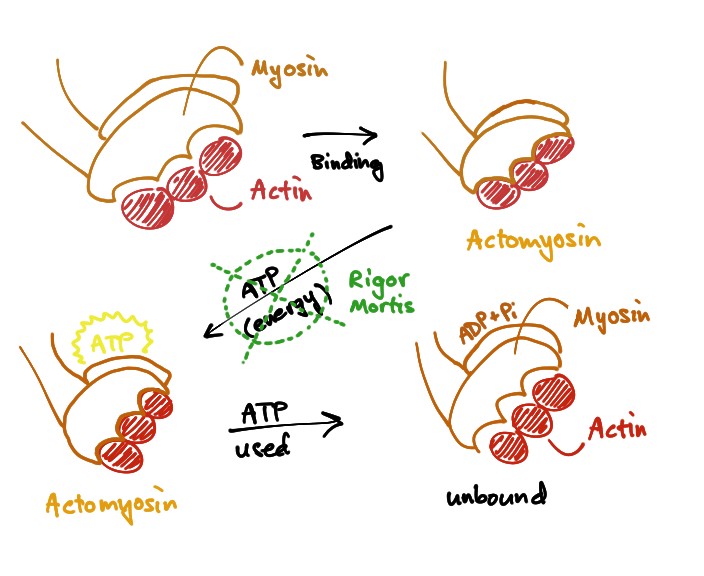 Myosin
Binding
Actin
Actomyosin
ATP
(energy)
Rigor
Mortis
ATP
ADP+Pi
Myosin
ATP
used
Actin
Actomyosin
unbound